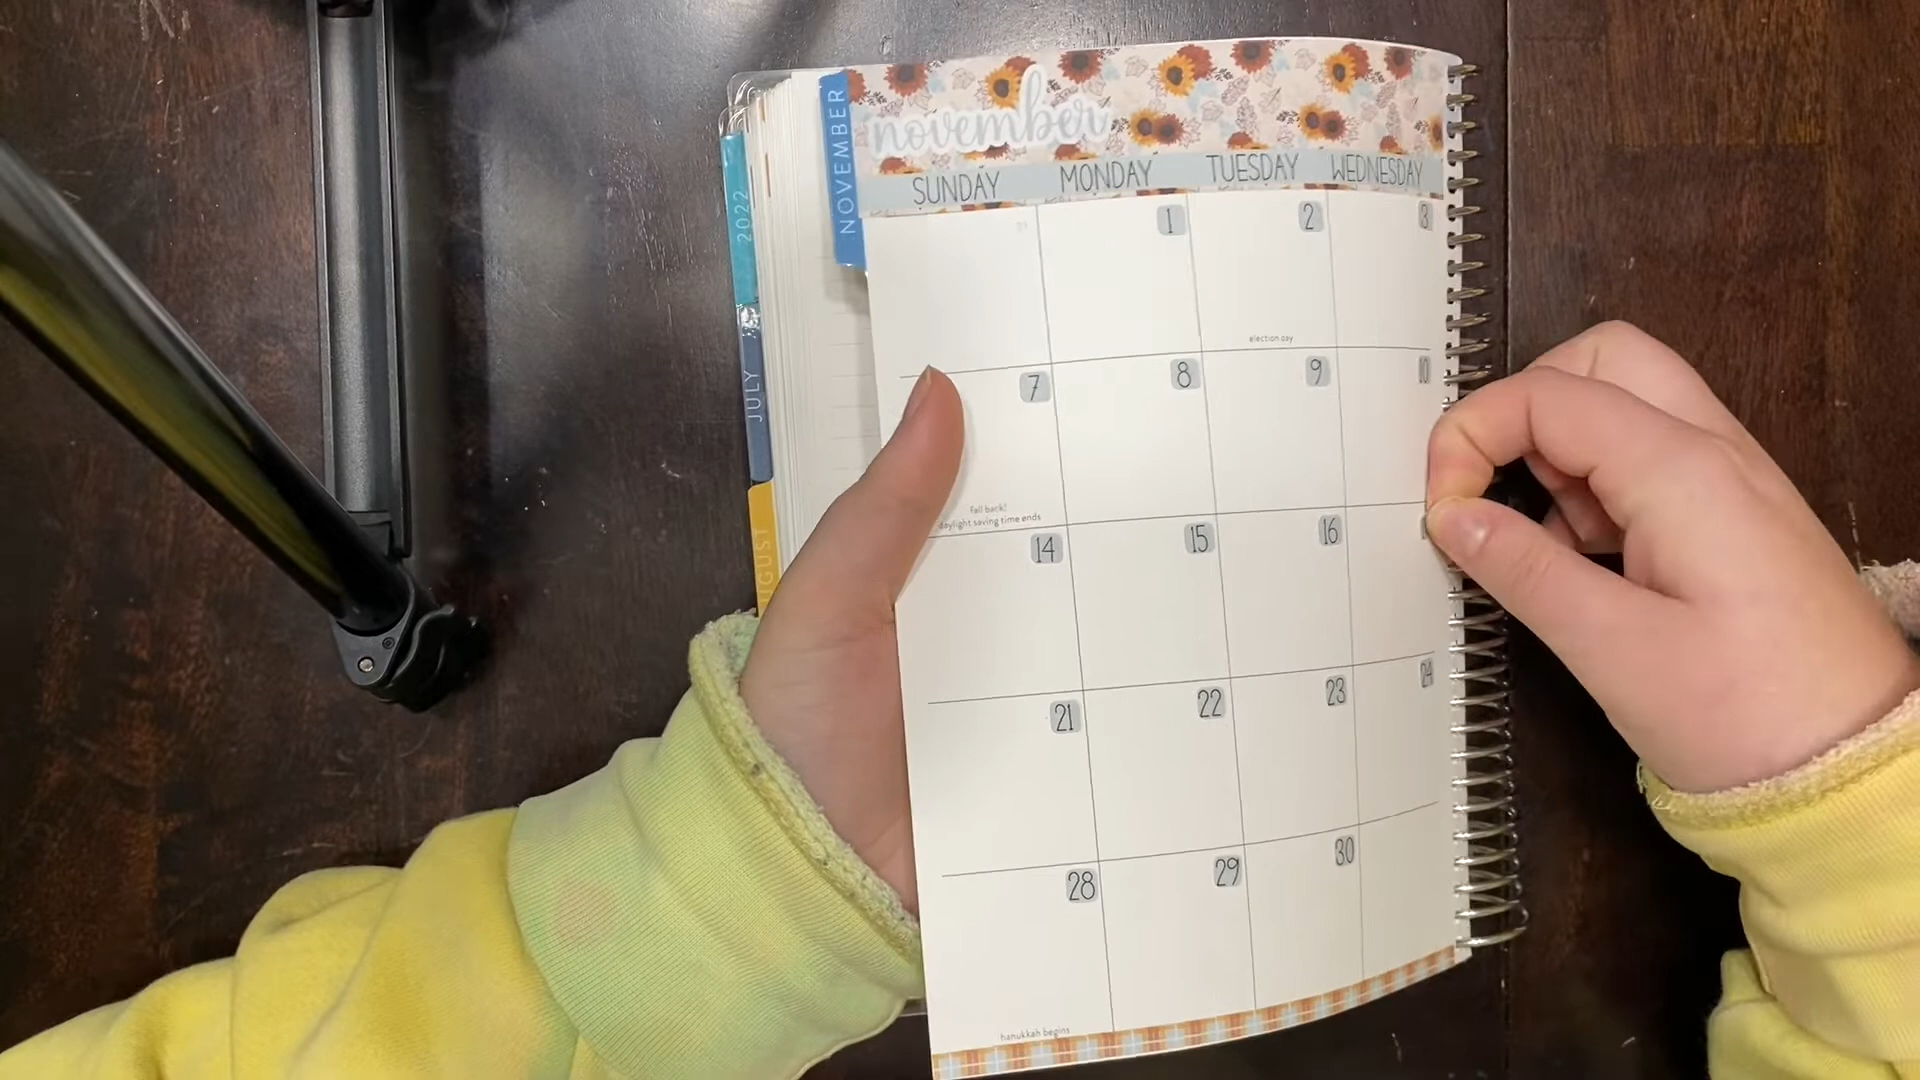 november
NOVEMBER
2022
JULY
SUNDAY MONDAY TUESDAY WEDNESDAY
1 2 3
election day
7 8 9 10
fall back!
daylight saving time ends
14 15 16
21 22 23 24
28 29 30
hanukkah begins